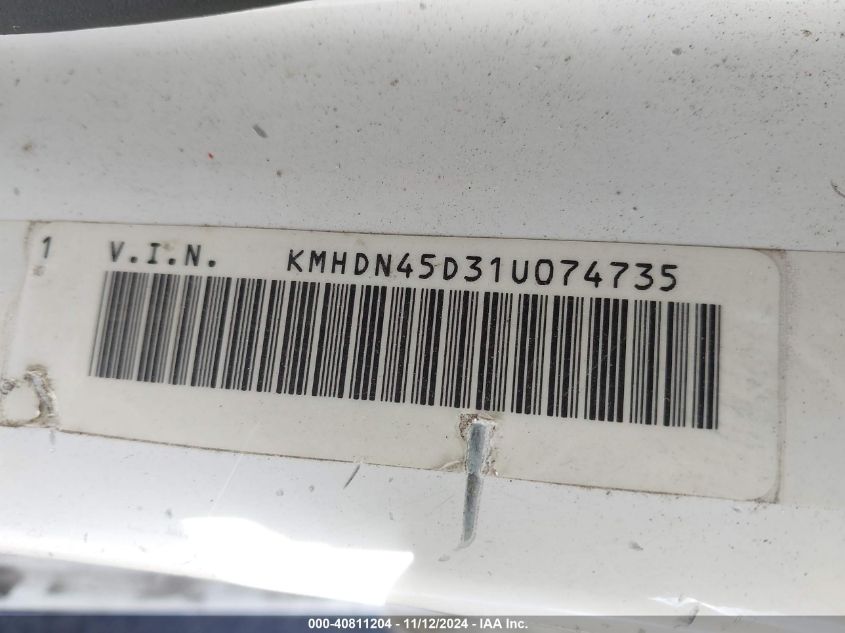 1 V.I.N. KMHDN45D31U074735
000-40811204 - 11/12/2024 - IAA Inc.